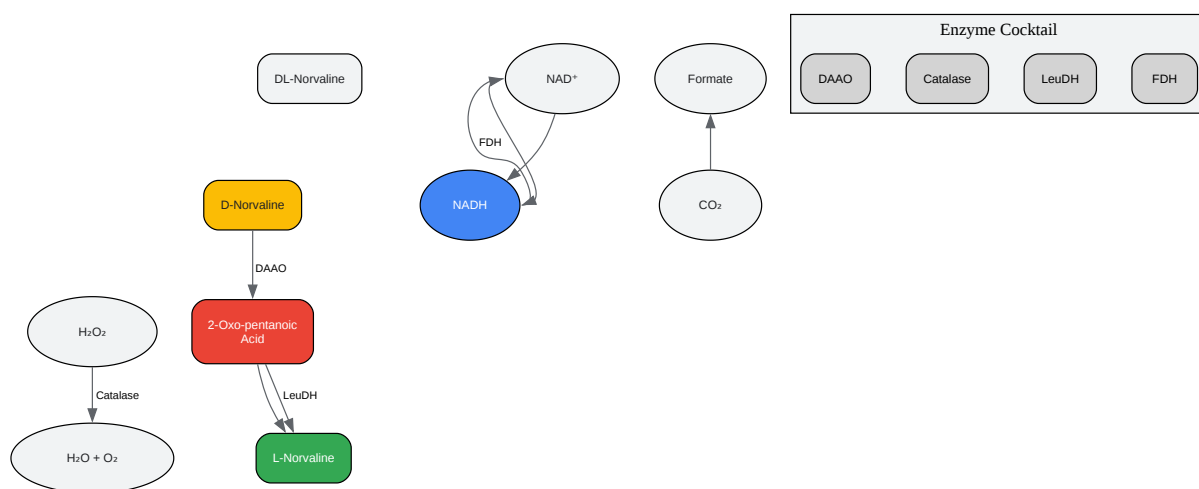 Enzyme Cocktail
DL-Norvaline
NAD⁺
Formate
DAAO
Catalase
LeuDH
FDH
FDH
D-Norvaline
NADH
CO₂
DAAO
H₂O₂
2-Oxo-pentanoic
Acid
Catalase
LeuDH
H₂O + O₂
L-Norvaline